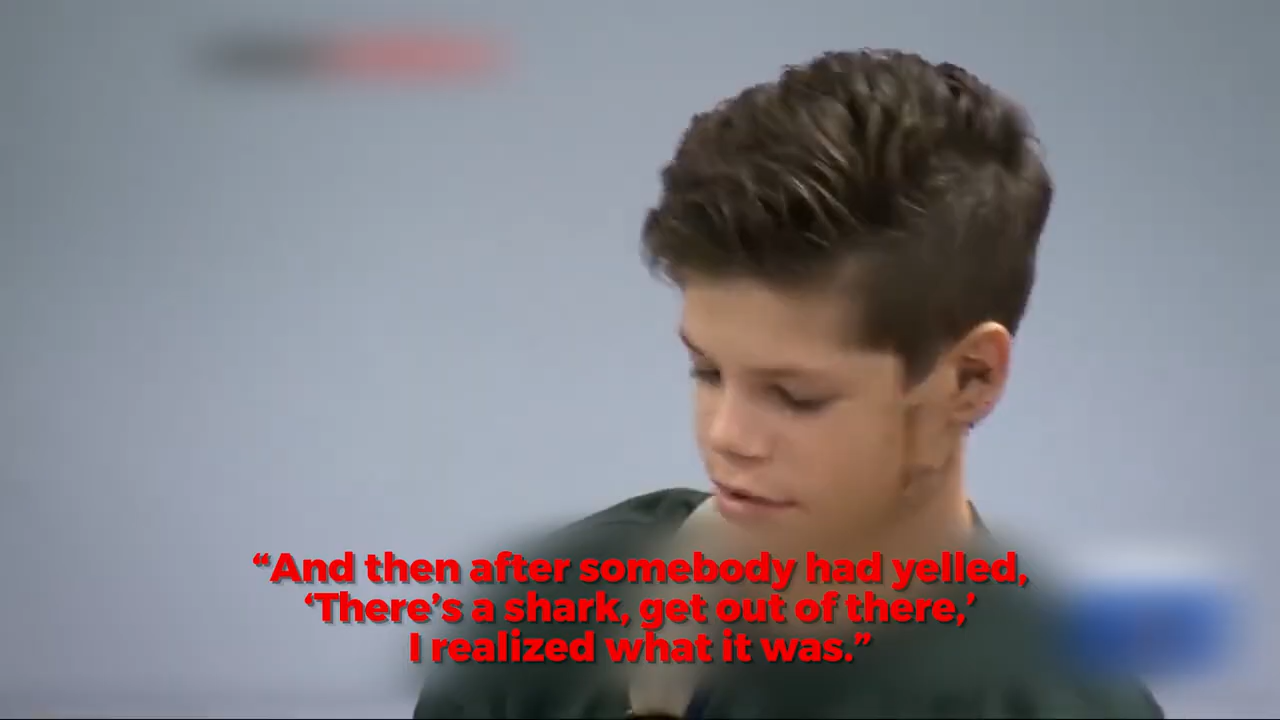 “And then after somebody had yelled,
‘There’s a shark, get out of there,’
I realized what it was.”